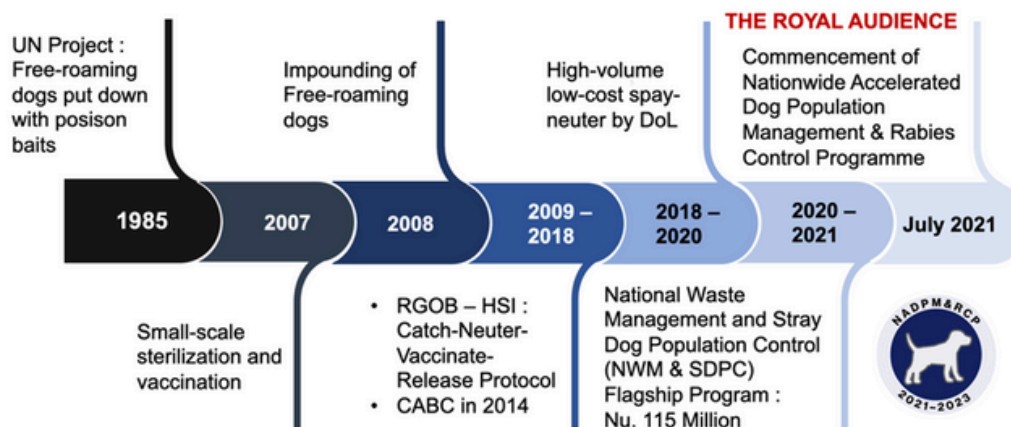 THE ROYAL AUDIENCE
UN Project :
Free-roaming
dogs put down
with posison
baits
Impounding of
Free-roaming
dogs
High-volume
low-cost spay-
neuter by DoL
Commencement of
Nationwide Accelerated
Dog Population
Management & Rabies
Control Programme
1985
2007
2008
2009 –
2018
2018 –
2020
2020 –
2021
July 2021
Small-scale
sterilization and
vaccination
• RGOB – HSI :
Catch-Neuter-
Vaccinate-
Release Protocol
• CABC in 2014
National Waste
Management and Stray
Dog Population Control
(NWM & SDPC)
Flagship Program :
Nu. 115 Million
NADPM&RCP
2021-2023